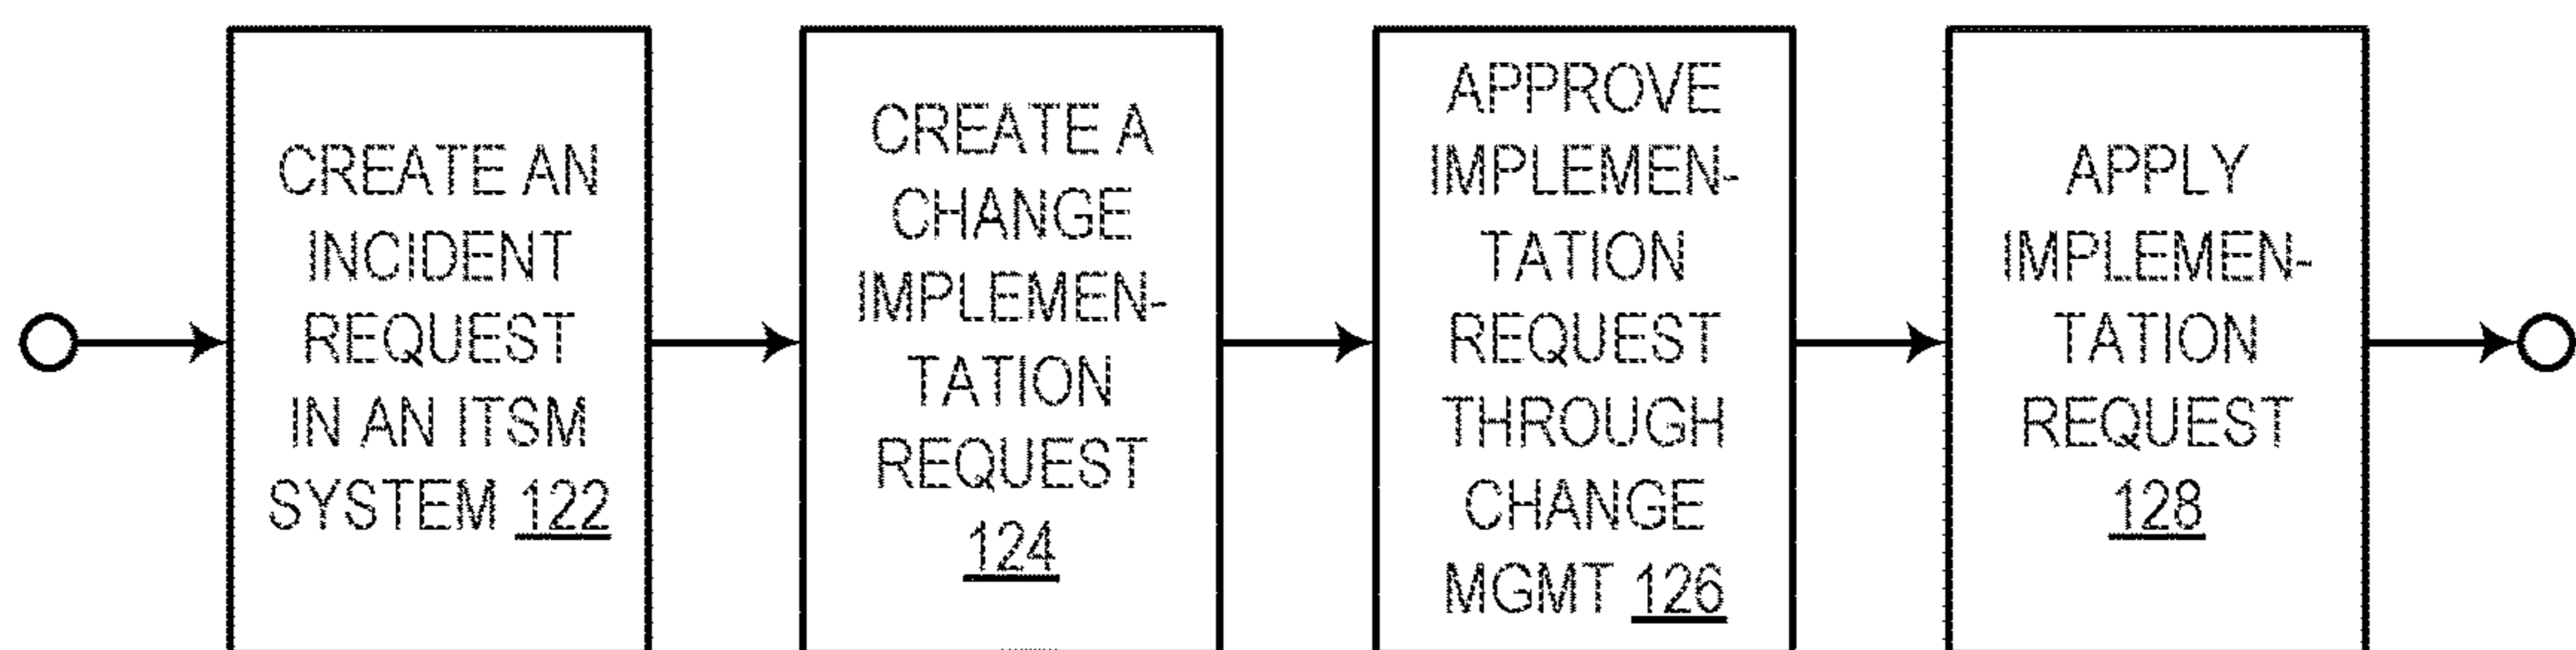 CREATE AN
INCIDENT
REQUEST
IN AN ITSM
SYSTEM 122
CREATE A
CHANGE
IMPLEMEN-
TATION
REQUEST
124
APPROVE
IMPLEMEN-
TATION
REQUEST
THROUGH
CHANGE
MGMT 126
APPLY
IMPLEMEN-
TATION
REQUEST
128